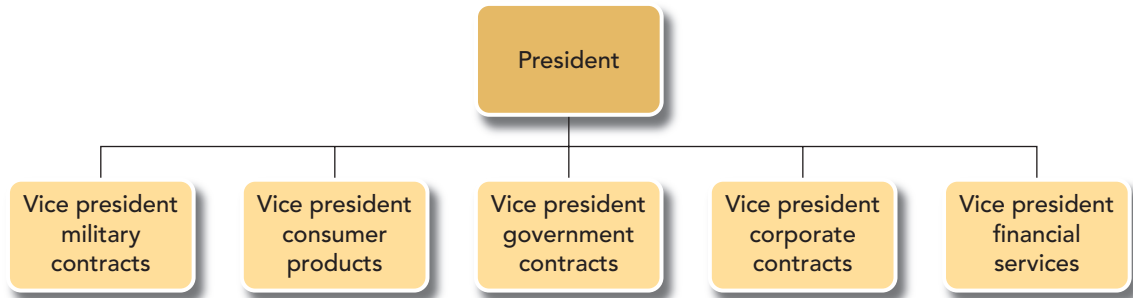 President
Vice president
military
contracts
Vice president
consumer
products
Vice president
government
contracts
Vice president
corporate
contracts
Vice president
financial
services